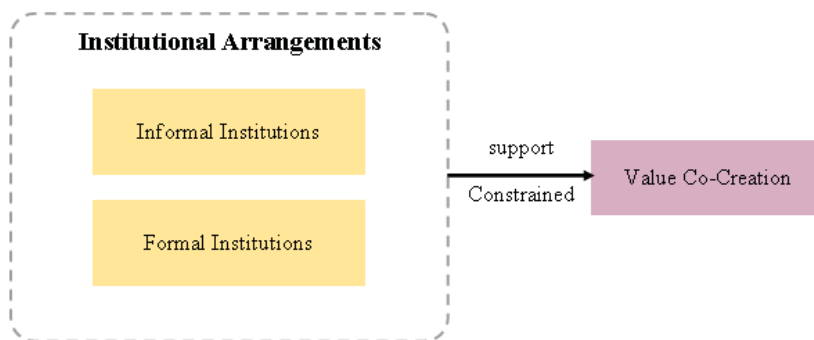 Institutional Arrangements
Informal Institutions
Formal Institutions
support
Constrained
Value Co-Creation